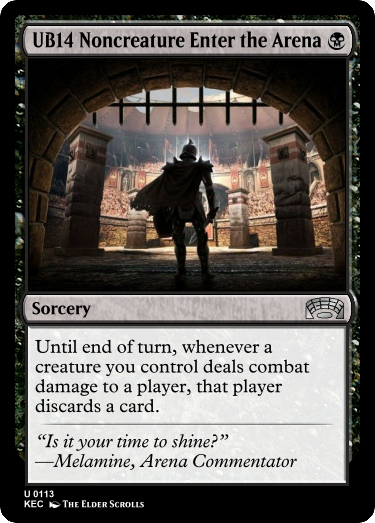 UB14 Noncreature Enter the Arena
Sorcery
Until end of turn, whenever a
creature you control deals combat
damage to a player, that player
discards a card.
“Is it your time to shine?”
—Melamine, Arena Commentator
U 0113
KEC The Elder Scrolls